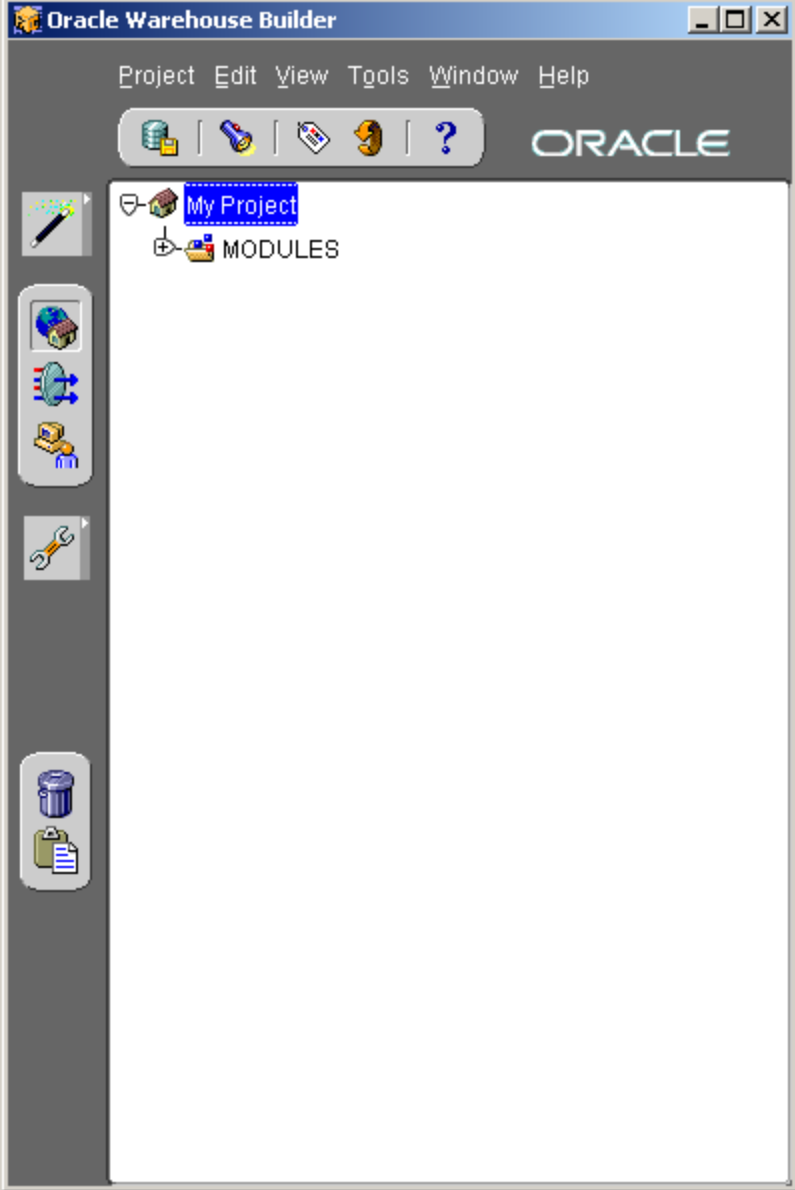 Oracle Warehouse Builder
Project Edit View Tools Window Help
ORACLE
My Project
MODULES